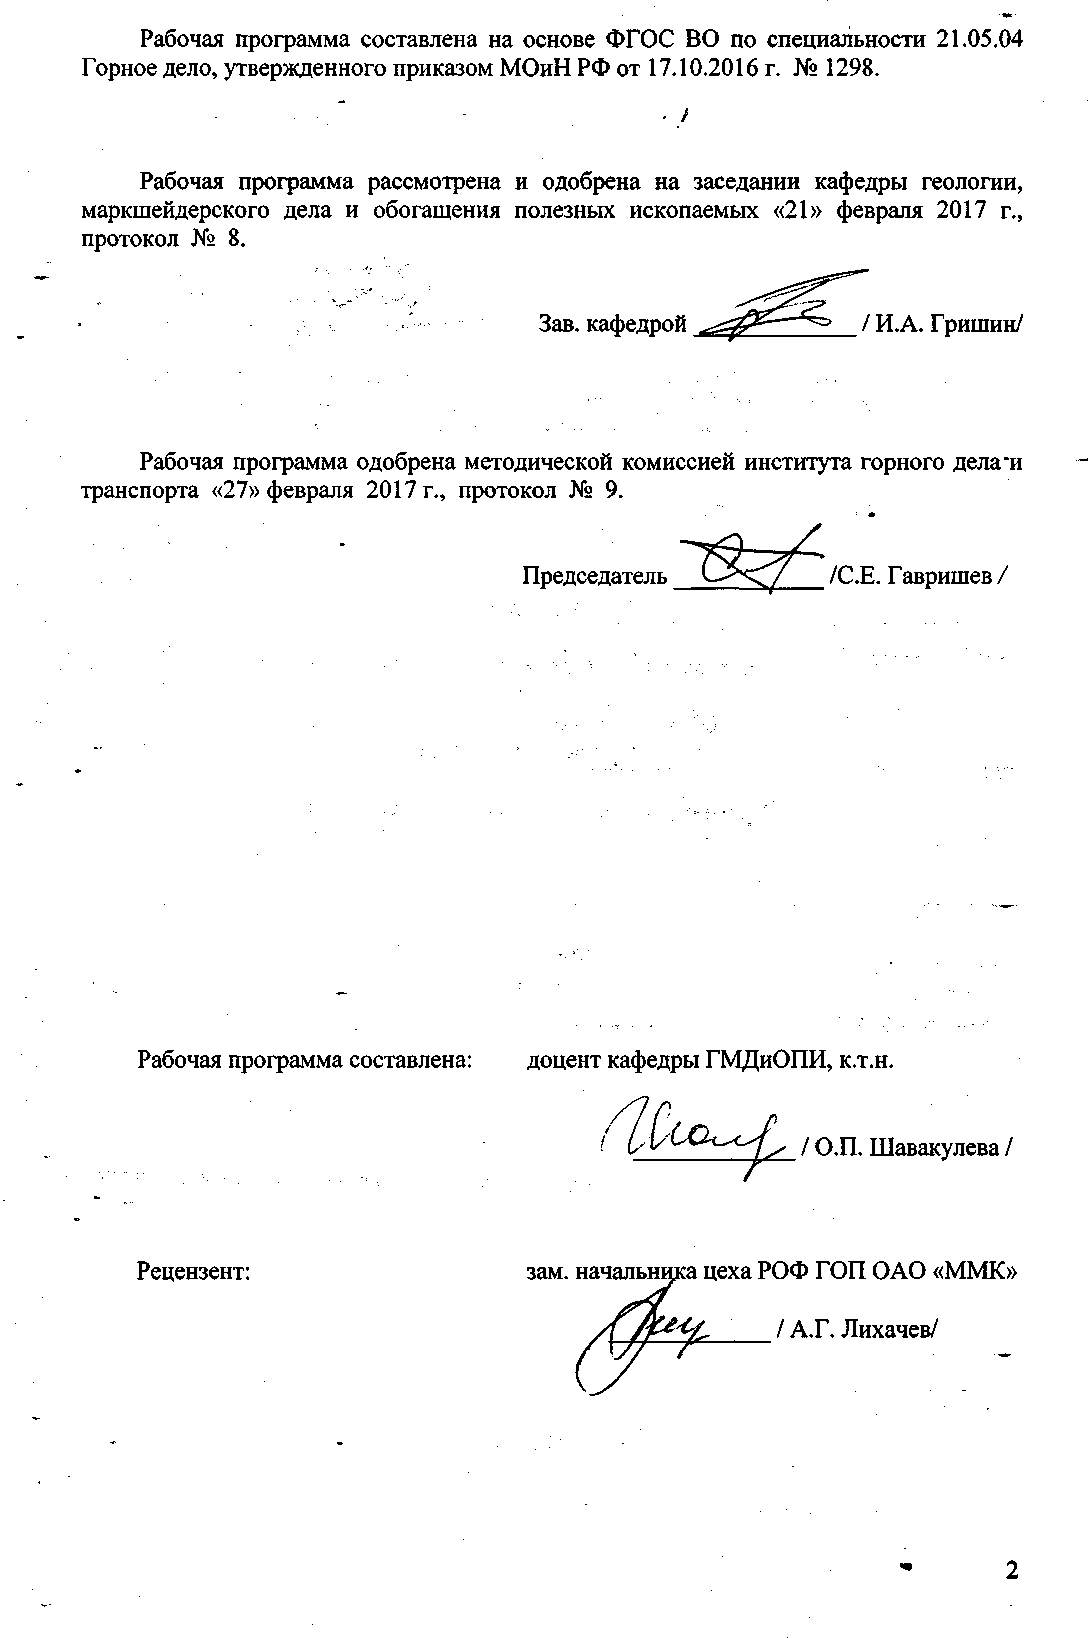 Рабочая программа составлена на основе ФГОС ВО по специальности 21.05.04
Горное дело, утвержденного приказом МОиН РФ от 17.10.2016 г. № 1298.
Рабочая программа рассмотрена и одобрена на заседании кафедры геологии,
маркшейдерского дела и обогащения полезных ископаемых «21» февраля 2017 г.,
протокол № 8.
Зав. кафедрой / И.А. Гришин/
Рабочая программа одобрена методической комиссией института горного дела и
транспорта «27» февраля 2017 г., протокол № 9.
Председатель /С.Е. Гавришев /
Рабочая программа составлена: доцент кафедры ГМДиОПИ, к.т.н.
/ О.П. Шавакулева /
Рецензент: зам. начальника цеха РОФ ГОП ОАО «ММК»
/ А.Г. Лихачев/
2